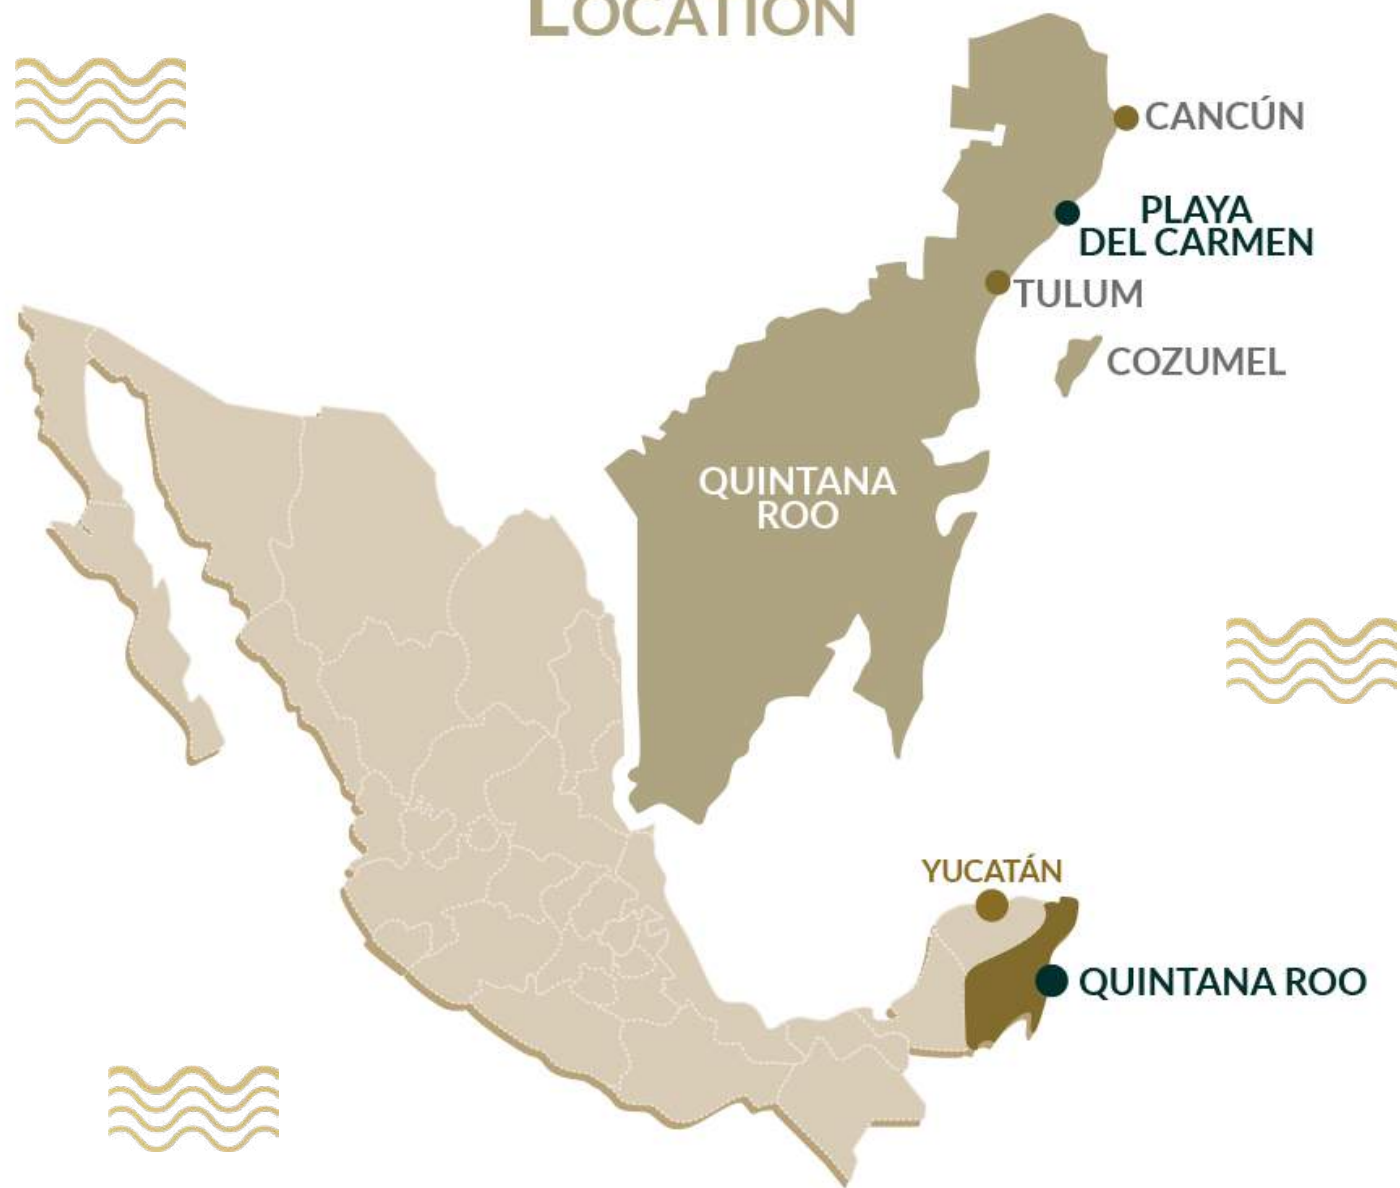 LOCATION
CANCÚN
PLAYA
DEL CARMEN
TULUM
COZUMEL
QUINTANA
ROO
YUCATÁN
QUINTANA ROO